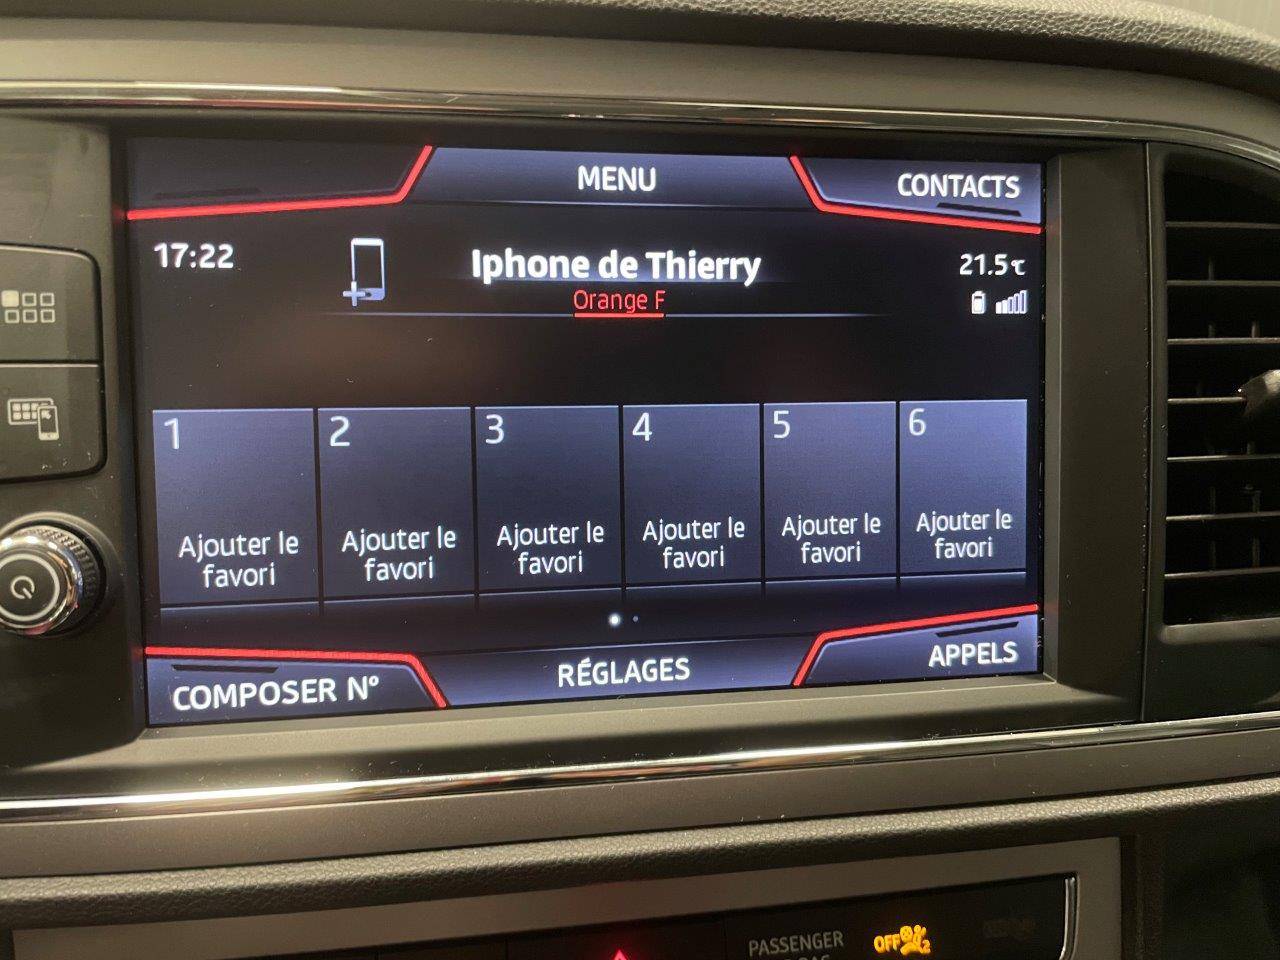 MENU
CONTACTS
17:22
Iphone de Thierry
21.5℃
Orange F
1
2
3
4
5
6
Ajouter le
favori
Ajouter le
favori
Ajouter le
favori
Ajouter le
favori
Ajouter le
favori
Ajouter le
favori
COMPOSER Nº
RÉGLAGES
APPELS
PASSENGER
OFF
2